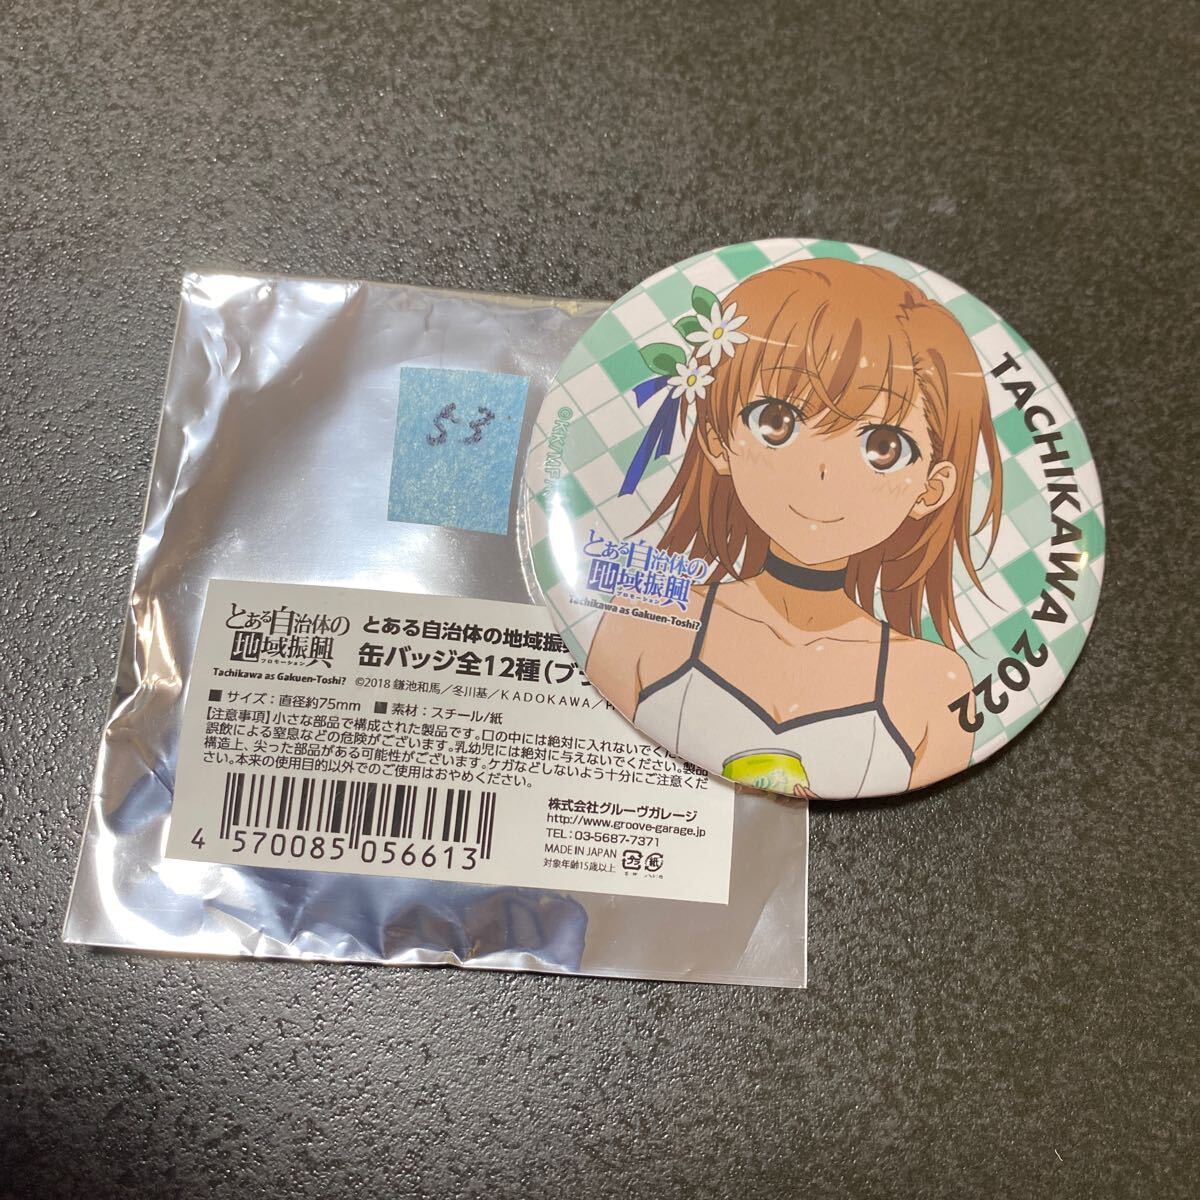 53
TACHIKAWA 2022
とある自治体の
地域振興
プロモーション
Tachikawa as Gakuen-Toshi?
とある自治体の
地域振興
プロモーション
Tachikawa as Gakuen-Toshi?
とある自治体の地域振
缶バッジ全12種(ブ
©2018 鎌池和馬／冬川基／KADOKAWA／
■ サイズ：直径約75mm ■ 素材：スチール/紙
【注意事項】小さな部品で構成された製品です。口の中には絶対に入れないでくだ
誤飲による窒息などの危険がございます。乳幼児には絶対に与えないでください。製品
構造上、尖った部品がある可能性がございます。ケガなどしないよう十分にご注意くだ
さい。本来の使用目的以外でのご使用はおやめください。
4 570085 056613
株式会社グルーヴガレージ
http://www.groove-garage.jp
TEL：03-5687-7371
MADE IN JAPAN
対象年齢15歳以上
プラ
紙